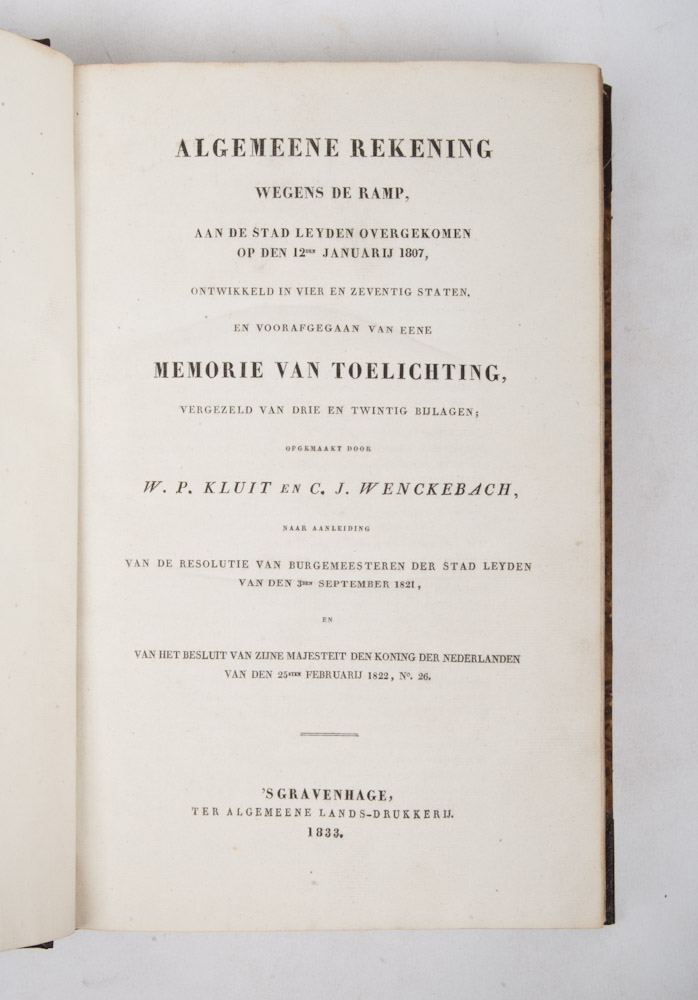 ALGEMEENE REKENING
WEGENS DE RAMP,
AAN DE STAD LEYDEN OVERGEKOMEN
OP DEN 12DEN JANUARIJ 1807,
ONTWIKKELD IN VIER EN ZEVENTIG STATEN,
EN VOORAFGEGAAN VAN EENE
MEMORIE VAN TOELICHTING,
VERGEZELD VAN DRIE EN TWINTIG BIJLAGEN;
OPGEMAAKT DOOR
W. P. KLUIT EN C. J. WENCKEBACH,
NAAR AANLEIDING
VAN DE RESOLUTIE VAN BURGEMEESTEREN DER STAD LEYDEN
VAN DEN 3DEN SEPTEMBER 1821,
EN
VAN HET BESLUIT VAN ZIJNE MAJESTEIT DEN KONING DER NEDERLANDEN
VAN DEN 25STEN FEBRUARIJ 1822, No. 26.
'SGRAVENHAGE,
TER ALGEMEENE LANDS-DRUKKERIJ.
1833.